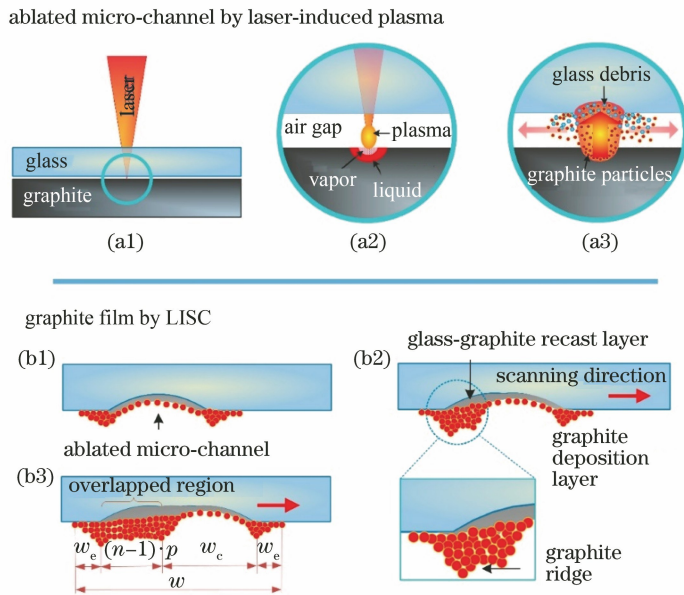 ablated micro-channel by laser-induced plasma
laser
glass
graphite
(a1)
air gap
plasma
vapor
liquid
(a2)
glass debris
graphite particles
(a3)
graphite film by LISC
(b1)
ablated micro-channel
(b2)
glass-graphite recast layer
scanning direction
graphite
deposition
layer
graphite
ridge
(b3)
overlapped region
wₑ (n−1)·p w_c wₑ
w